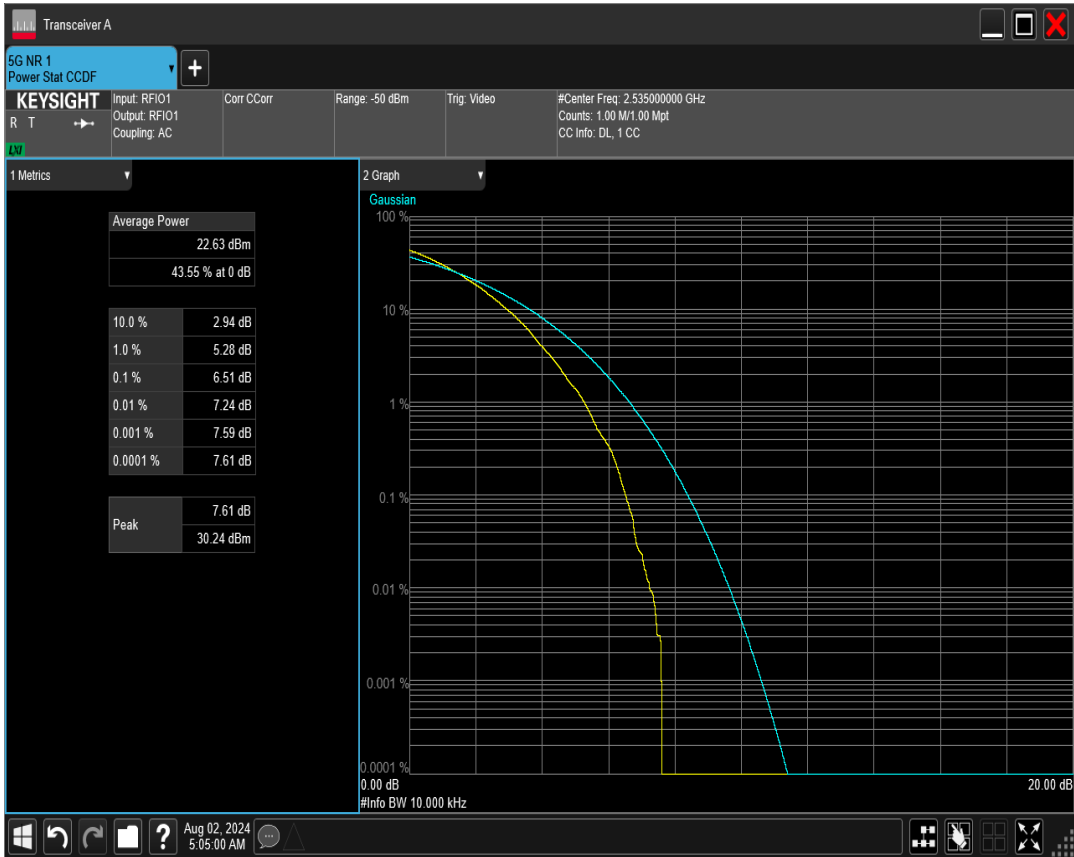 Transceiver A
5G NR 1
Power Stat CCDF
+
KEYSIGHT
R T
LXI
Input: RFIO1
Output: RFIO1
Coupling: AC
Corr CCorr
Range: -50 dBm
Trig: Video
#Center Freq: 2.535000000 GHz
Counts: 1.00 M/1.00 Mpt
CC Info: DL, 1 CC
1 Metrics
Average Power
22.63 dBm
43.55 % at 0 dB
10.0 % 2.94 dB
1.0 % 5.28 dB
0.1 % 6.51 dB
0.01 % 7.24 dB
0.001 % 7.59 dB
0.0001 % 7.61 dB
Peak 7.61 dB
30.24 dBm
2 Graph
Gaussian
100 %
10 %
1 %
0.1 %
0.01 %
0.001 %
0.0001 %
0.00 dB 20.00 dB
#Info BW 10.000 kHz
?
Aug 02, 2024
5:05:00 AM